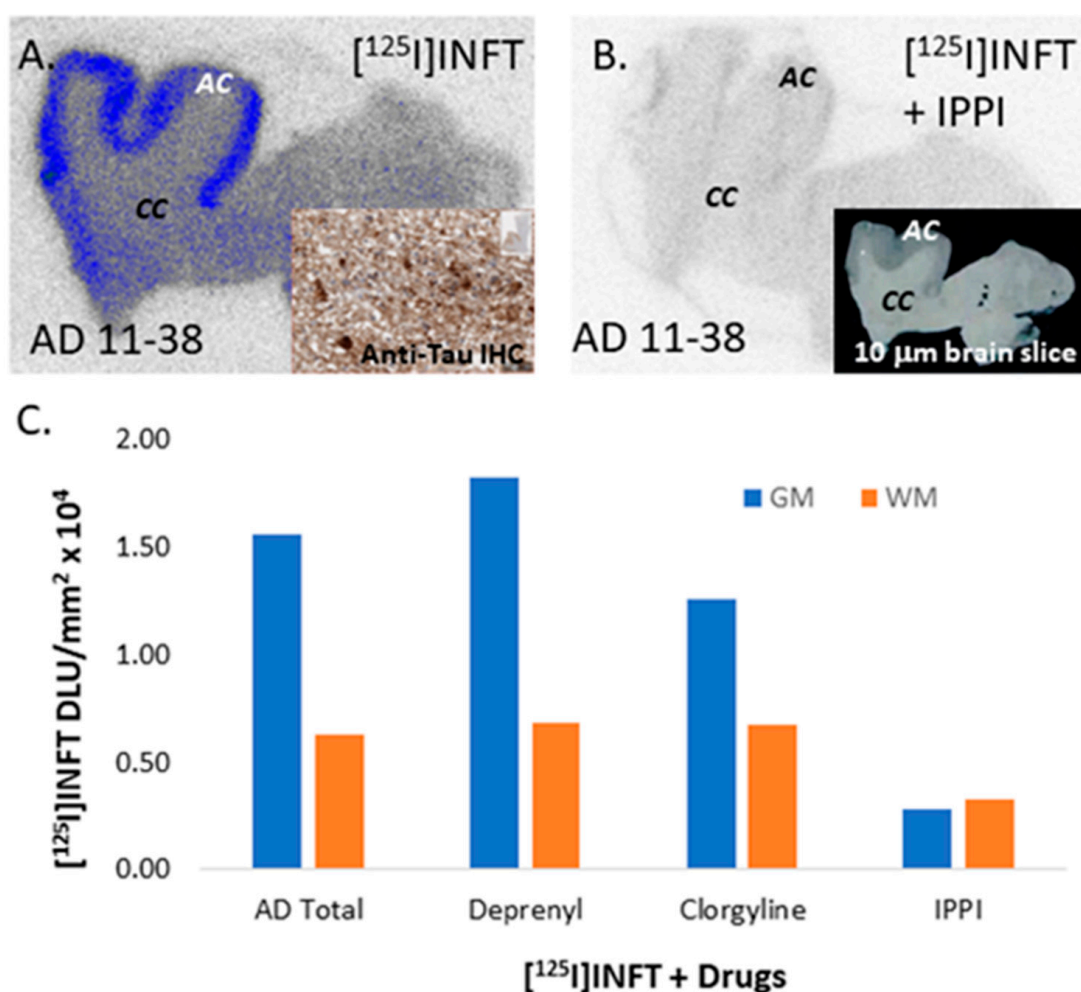 A.
[¹²⁵I]INFT
AC
CC
AD 11-38
Anti-Tau IHC
B.
[¹²⁵I]INFT
+ IPPI
AC
CC
AD 11-38
AC
CC
10 μm brain slice
C.
[¹²⁵I]INFT DLU/mm² x 10⁴
2.00
1.50
1.00
0.50
0.00
GM WM
AD Total Deprenyl Clorgyline IPPI
[¹²⁵I]INFT + Drugs